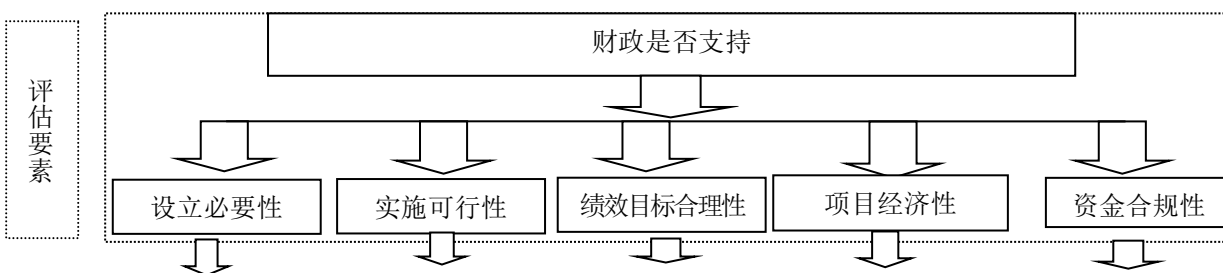 财政是否支持
评估要素
设立必要性
实施可行性
绩效目标合理性
项目经济性
资金合规性